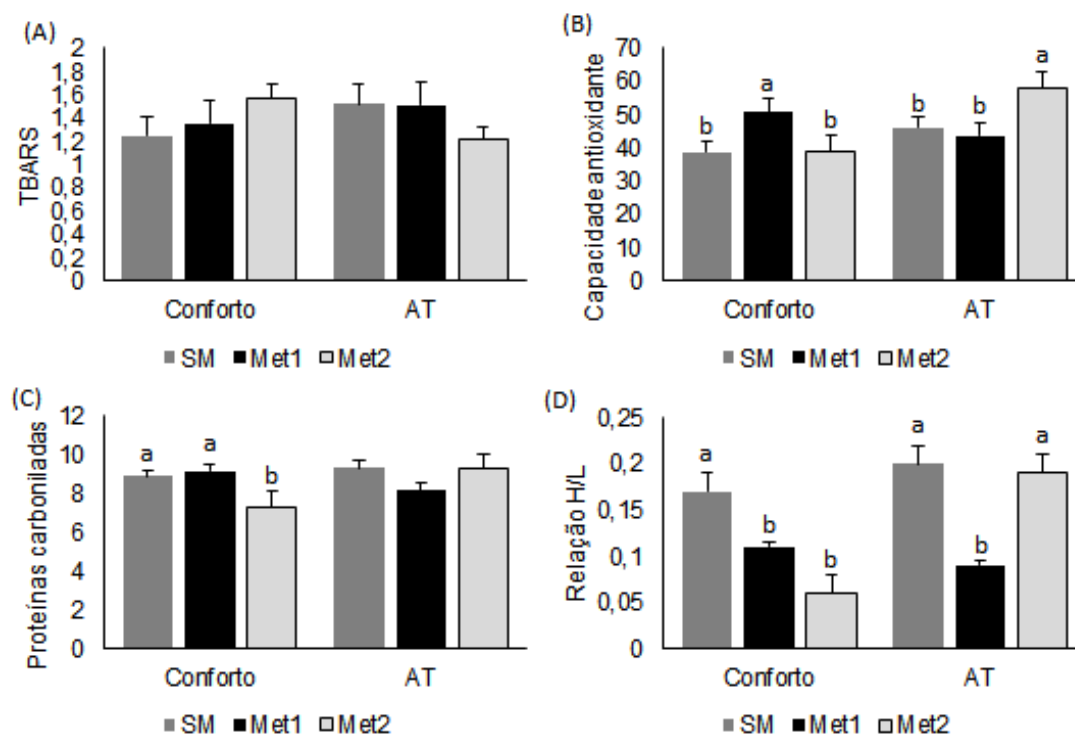 (A)
TBARS
2
1,8
1,6
1,4
1,2
1
0,8
0,6
0,4
0,2
0
Conforto AT
SM Met1 Met2
(B)
Capacidade antioxidante
70
60
50
40
30
20
10
0
b a b b b a
Conforto AT
SM Met1 Met2
(C)
Proteínas carboniladas
12
10
8
6
4
2
0
a a b
Conforto AT
SM Met1 Met2
(D)
Relação H/L
0,25
0,2
0,15
0,1
0,05
0
a b b a b a
Conforto AT
SM Met1 Met2